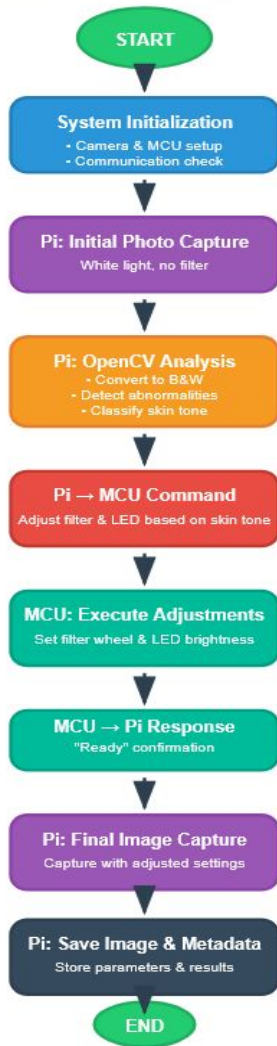 START
System Initialization
- Camera & MCU setup
- Communication check
Pi: Initial Photo Capture
White light, no filter
Pi: OpenCV Analysis
- Convert to B&W
- Detect abnormalities
- Classify skin tone
Pi → MCU Command
Adjust filter & LED based on skin tone
MCU: Execute Adjustments
Set filter wheel & LED brightness
MCU → Pi Response
"Ready" confirmation
Pi: Final Image Capture
Capture with adjusted settings
Pi: Save Image & Metadata
Store parameters & results
END